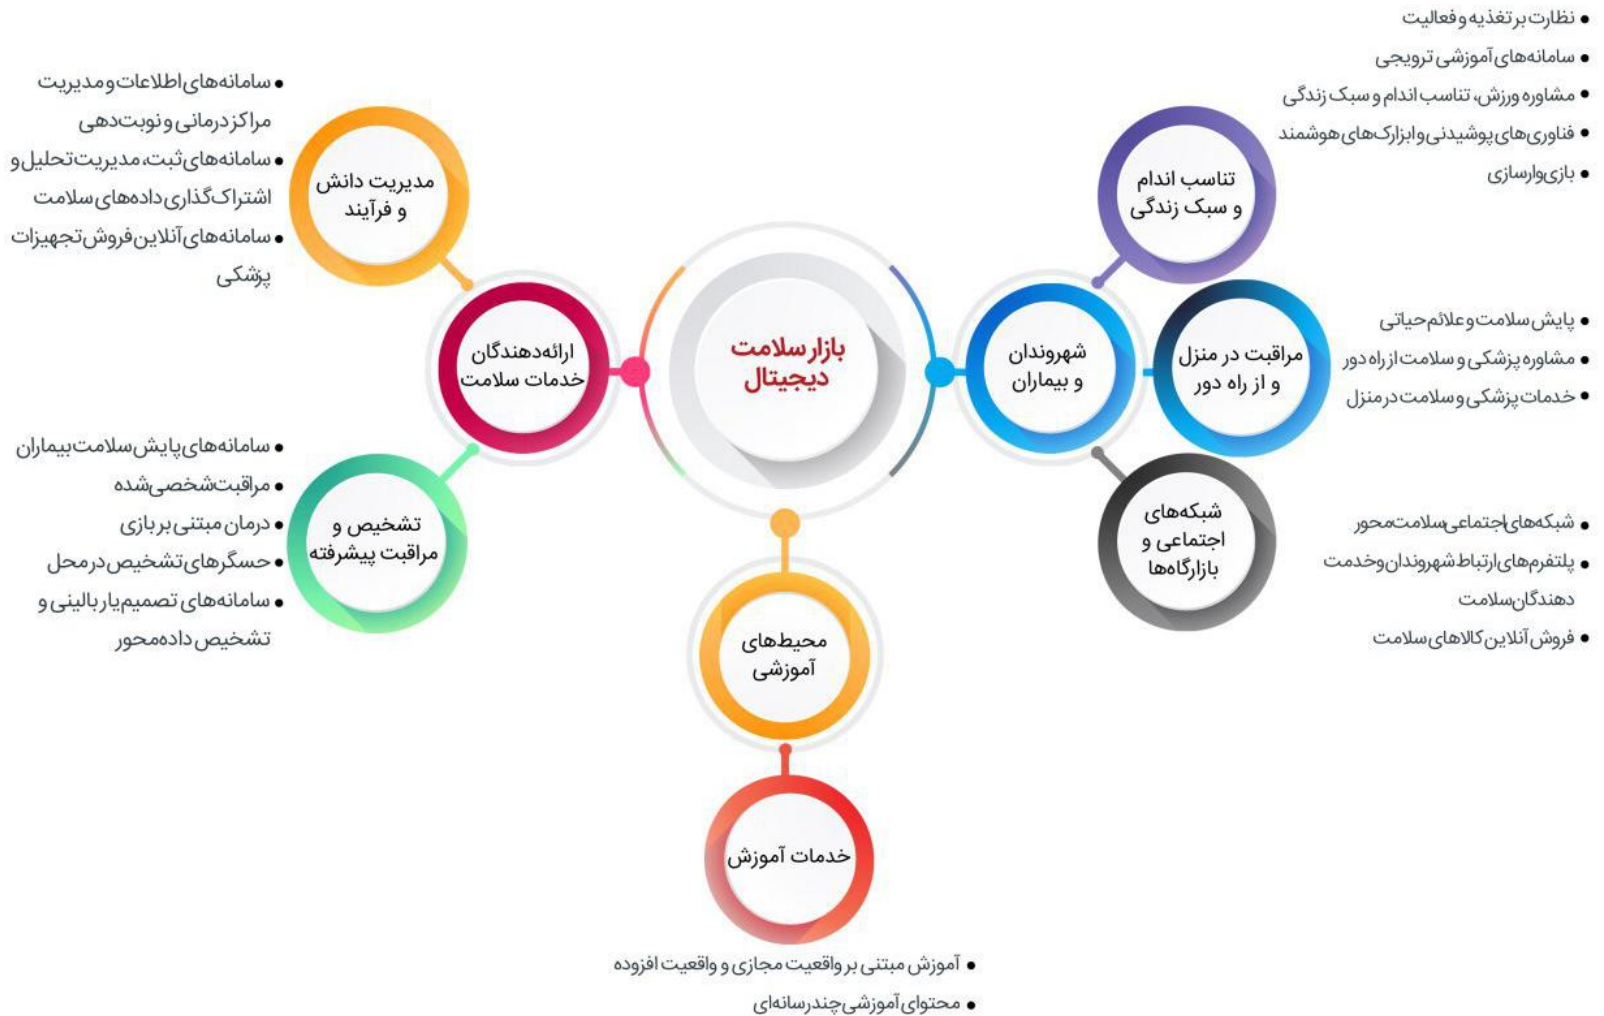 بازار سلامت
دیجیتال
شهروندان
و بیماران
تناسب اندام
و سبک زندگی
• نظارت بر تغذیه و فعالیت
• سامانه‌های آموزشی ترویجی
• مشاوره ورزش، تناسب اندام و سبک زندگی
• فناوری‌های پوشیدنی و ابزارک‌های هوشمند
• بازی‌وارسازی
مراقبت در منزل
و از راه دور
• پایش سلامت و علائم حیاتی
• مشاوره پزشکی و سلامت از راه دور
• خدمات پزشکی و سلامت در منزل
شبکه‌های
اجتماعی و
بازارگاه‌ها
• شبکه‌های اجتماعی سلامت‌محور
• پلتفرم‌های ارتباط شهروندان و خدمت
دهندگان سلامت
• فروش آنلاین کالاهای سلامت
ارائه‌دهندگان
خدمات سلامت
مدیریت دانش
و فرآیند
• سامانه‌های اطلاعات و مدیریت
مراکز درمانی و نوبت‌دهی
• سامانه‌های ثبت، مدیریت تحلیل و
اشتراک‌گذاری داده‌های سلامت
• سامانه‌های آنلاین فروش تجهیزات
پزشکی
تشخیص و
مراقبت پیشرفته
• سامانه‌های پایش سلامت بیماران
مراقبت شخصی شده
• درمان مبتنی بر بازی
• حسگرهای تشخیص در محل
• سامانه‌های تصمیم‌یار بالینی و
تشخیص داده‌محور
محیط‌های
آموزشی
خدمات آموزش
• آموزش مبتنی بر واقعیت مجازی و واقعیت افزوده
• محتوای آموزشی چندرسانه‌ای